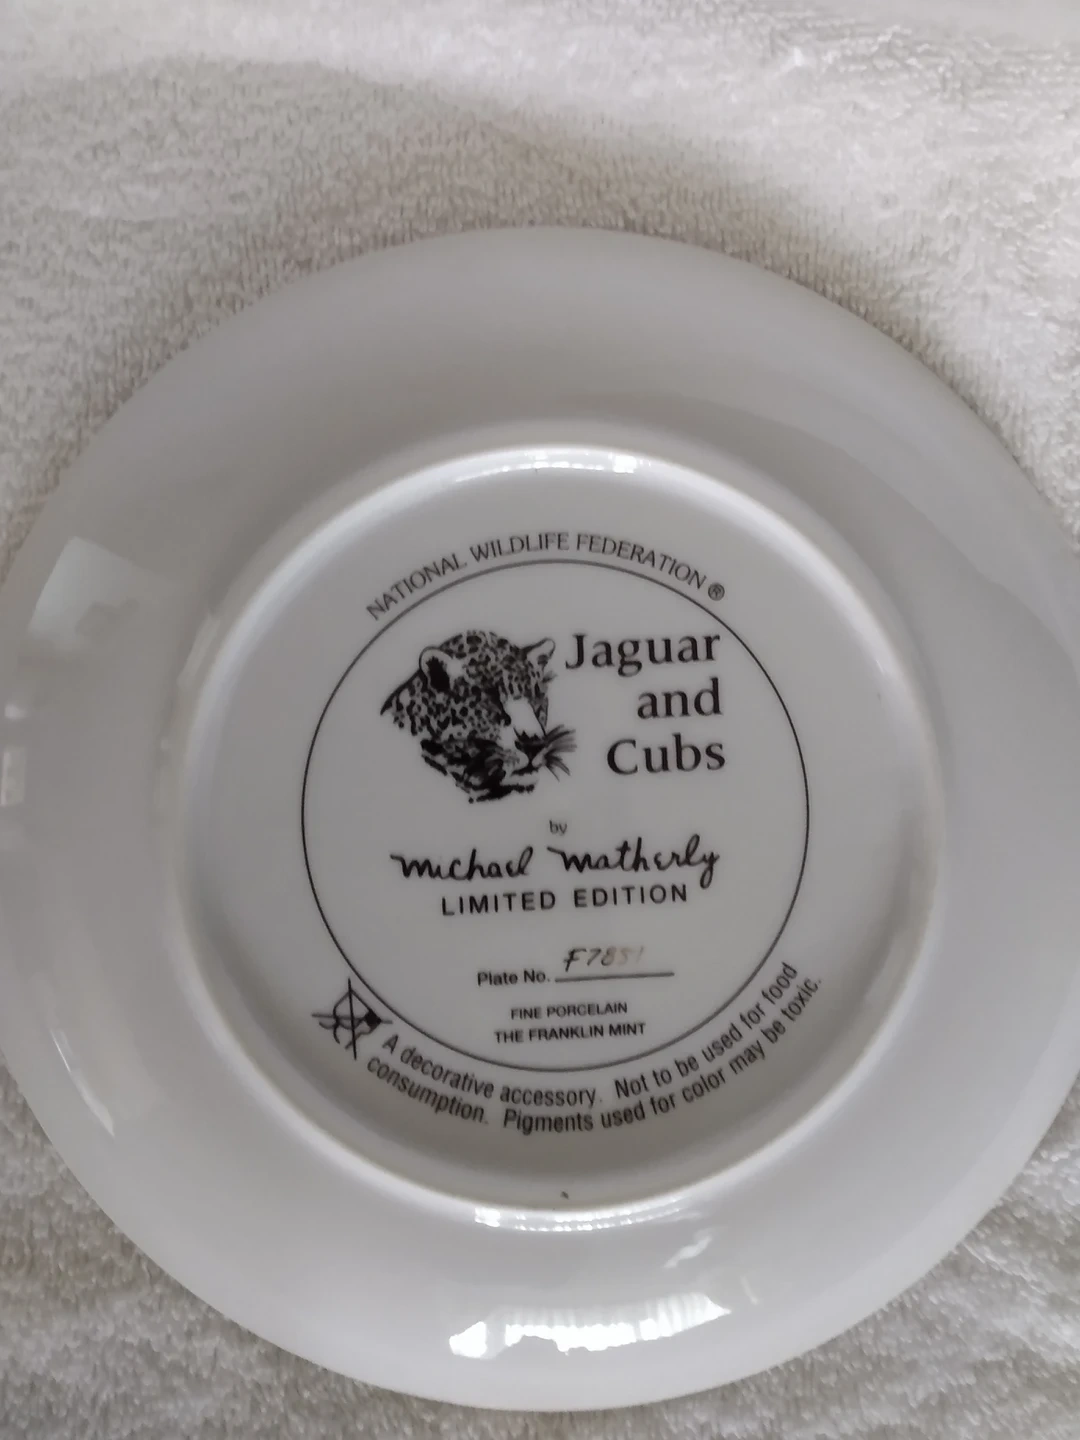 NATIONAL WILDLIFE FEDERATION ®
Jaguar
and
Cubs
by
Michael Matherly
LIMITED EDITION
Plate No. F7851
FINE PORCELAIN
THE FRANKLIN MINT
A decorative accessory. Not to be used for food
consumption. Pigments used for color may be toxic.